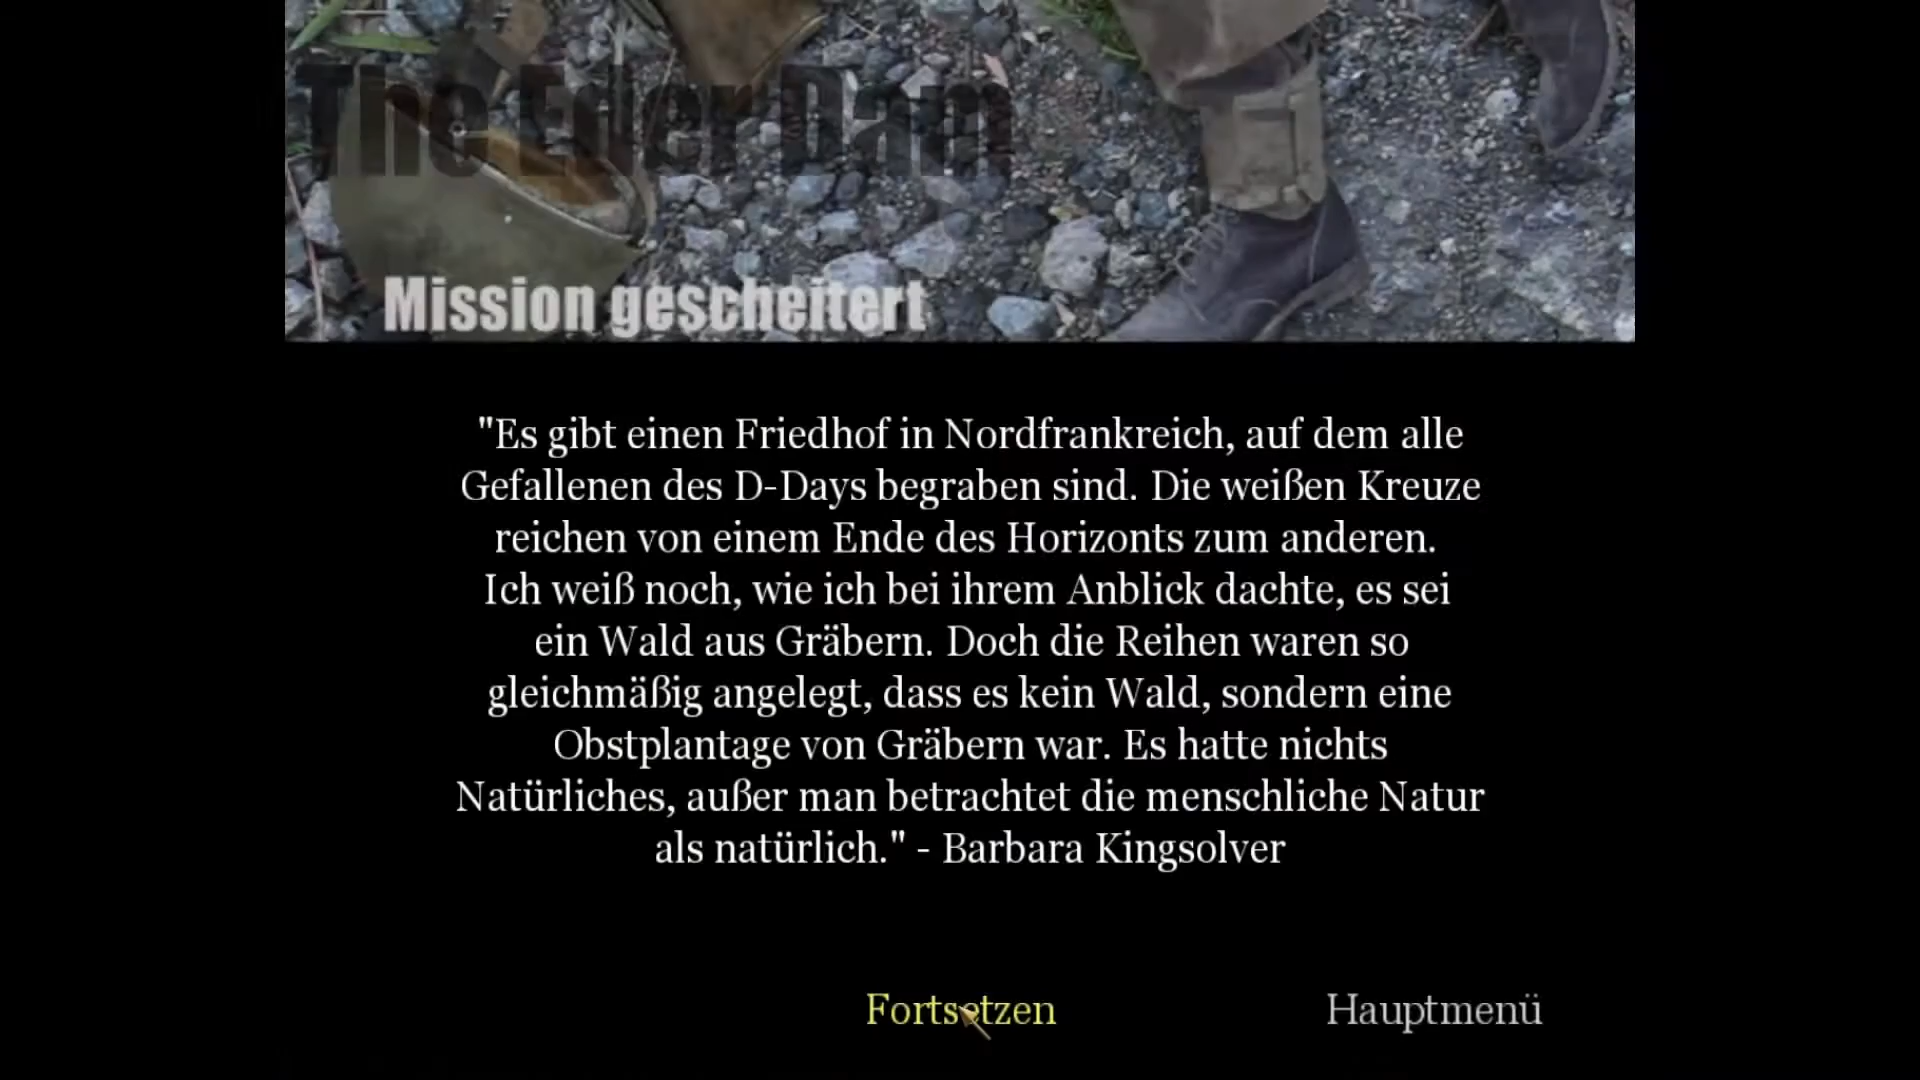 The Eder Dam
Mission gescheitert
"Es gibt einen Friedhof in Nordfrankreich, auf dem alle
Gefallenen des D-Days begraben sind. Die weißen Kreuze
reichen von einem Ende des Horizonts zum anderen.
Ich weiß noch, wie ich bei ihrem Anblick dachte, es sei
ein Wald aus Gräbern. Doch die Reihen waren so
gleichmäßig angelegt, dass es kein Wald, sondern eine
Obstplantage von Gräbern war. Es hatte nichts
Natürliches, außer man betrachtet die menschliche Natur
als natürlich." - Barbara Kingsolver
Fortsetzen
Hauptmenü